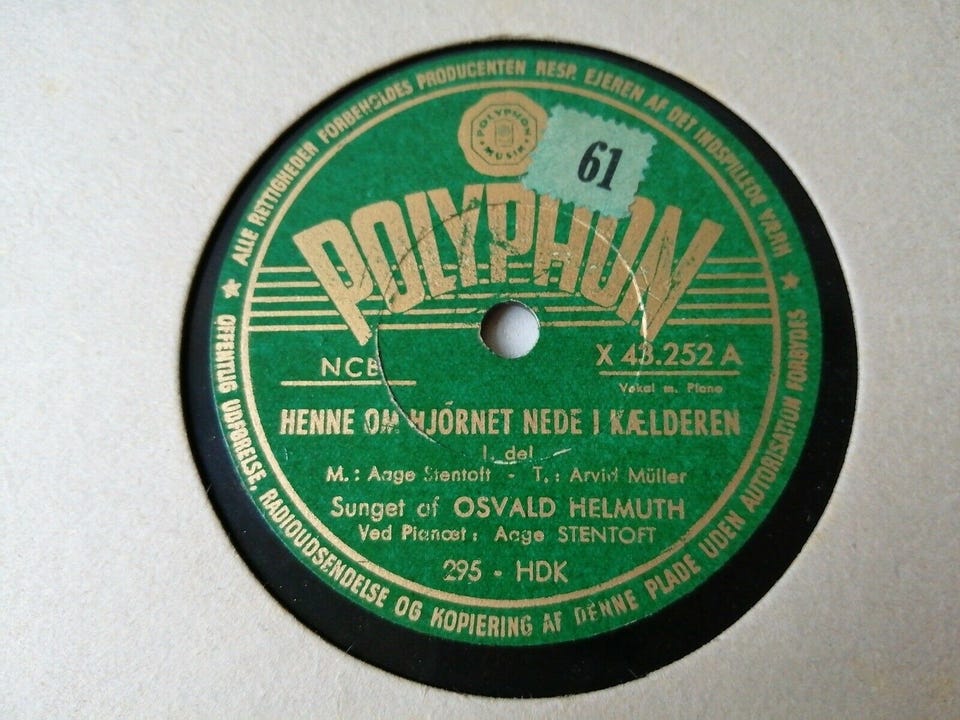 ALLE RETTIGHEDER FORBEHOLDES PRODUCENTEN RESP. EJEREN AF DET INDSPILLEDE VÆRK
POLYPHON
MUSIK
61
POLYPHON
NCB
X 43.252 A
Vokal m. Piano
HENNE OM HJÖRNET NEDE I KÆLDEREN
I. del
M.: Aage Stentoft - T.: Arvid Müller
Sunget af OSVALD HELMUTH
Ved Pianoet: Aage STENTOFT
295 - HDK
ØFFENTLIG UDFØRELSE, RADIOUDSENDELSE OG KOPIERING AF DENNE PLADE UDEN AUTORISATION FORBYDES